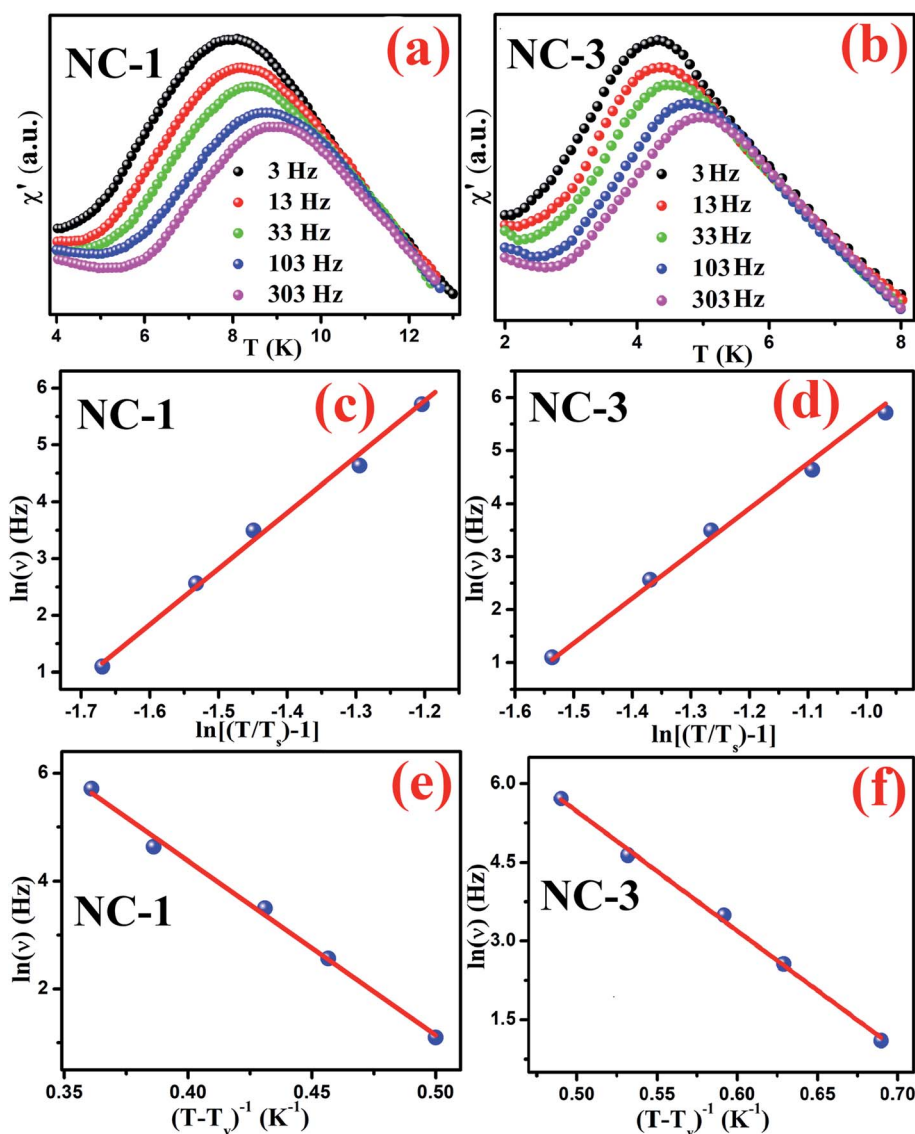 NC-1
(a)
χ' (a.u.)
3 Hz
13 Hz
33 Hz
103 Hz
303 Hz
4 6 8 10 12
T (K)
NC-3
(b)
χ' (a.u.)
3 Hz
13 Hz
33 Hz
103 Hz
303 Hz
2 4 6 8
T (K)
NC-1
(c)
ln(ν) (Hz)
6
5
4
3
2
1
-1.7 -1.6 -1.5 -1.4 -1.3 -1.2
ln[(T/Ts)-1]
NC-3
(d)
ln(ν) (Hz)
6
5
4
3
2
1
-1.6 -1.5 -1.4 -1.3 -1.2 -1.1 -1.0
ln[(T/Ts)-1]
(e)
NC-1
ln(ν) (Hz)
6
4
2
0.35 0.40 0.45 0.50
(T-Tv)-1 (K-1)
(f)
NC-3
ln(ν) (Hz)
6.0
4.5
3.0
1.5
0.50 0.55 0.60 0.65 0.70
(T-Tv)-1 (K-1)